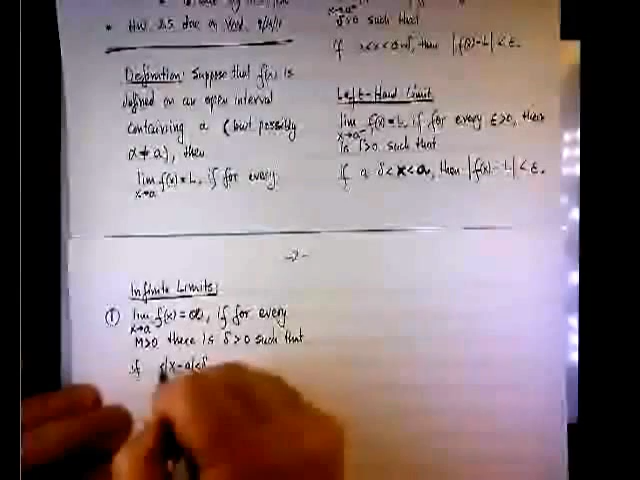 * HW 2.5 due on Wed. 9/14/11
Definition: Suppose that f(x) is
defined on an open interval
containing a (but possibly
x ≠ a), then
lim f(x) = L, if for every
x→a
δ>0 such that
if < x < a+δ, then |f(x)-L| < ε.
Left-Hand Limit
lim f(x) = L, if for every ε>0, there
x→a⁻
is δ>0 such that
if a δ < x < a, then |f(x)-L| < ε.
-2-
Infinite Limits:
① lim f(x) = ∞, if for every
x→a
M>0 there is δ>0 such that
if <|x-a|<δ